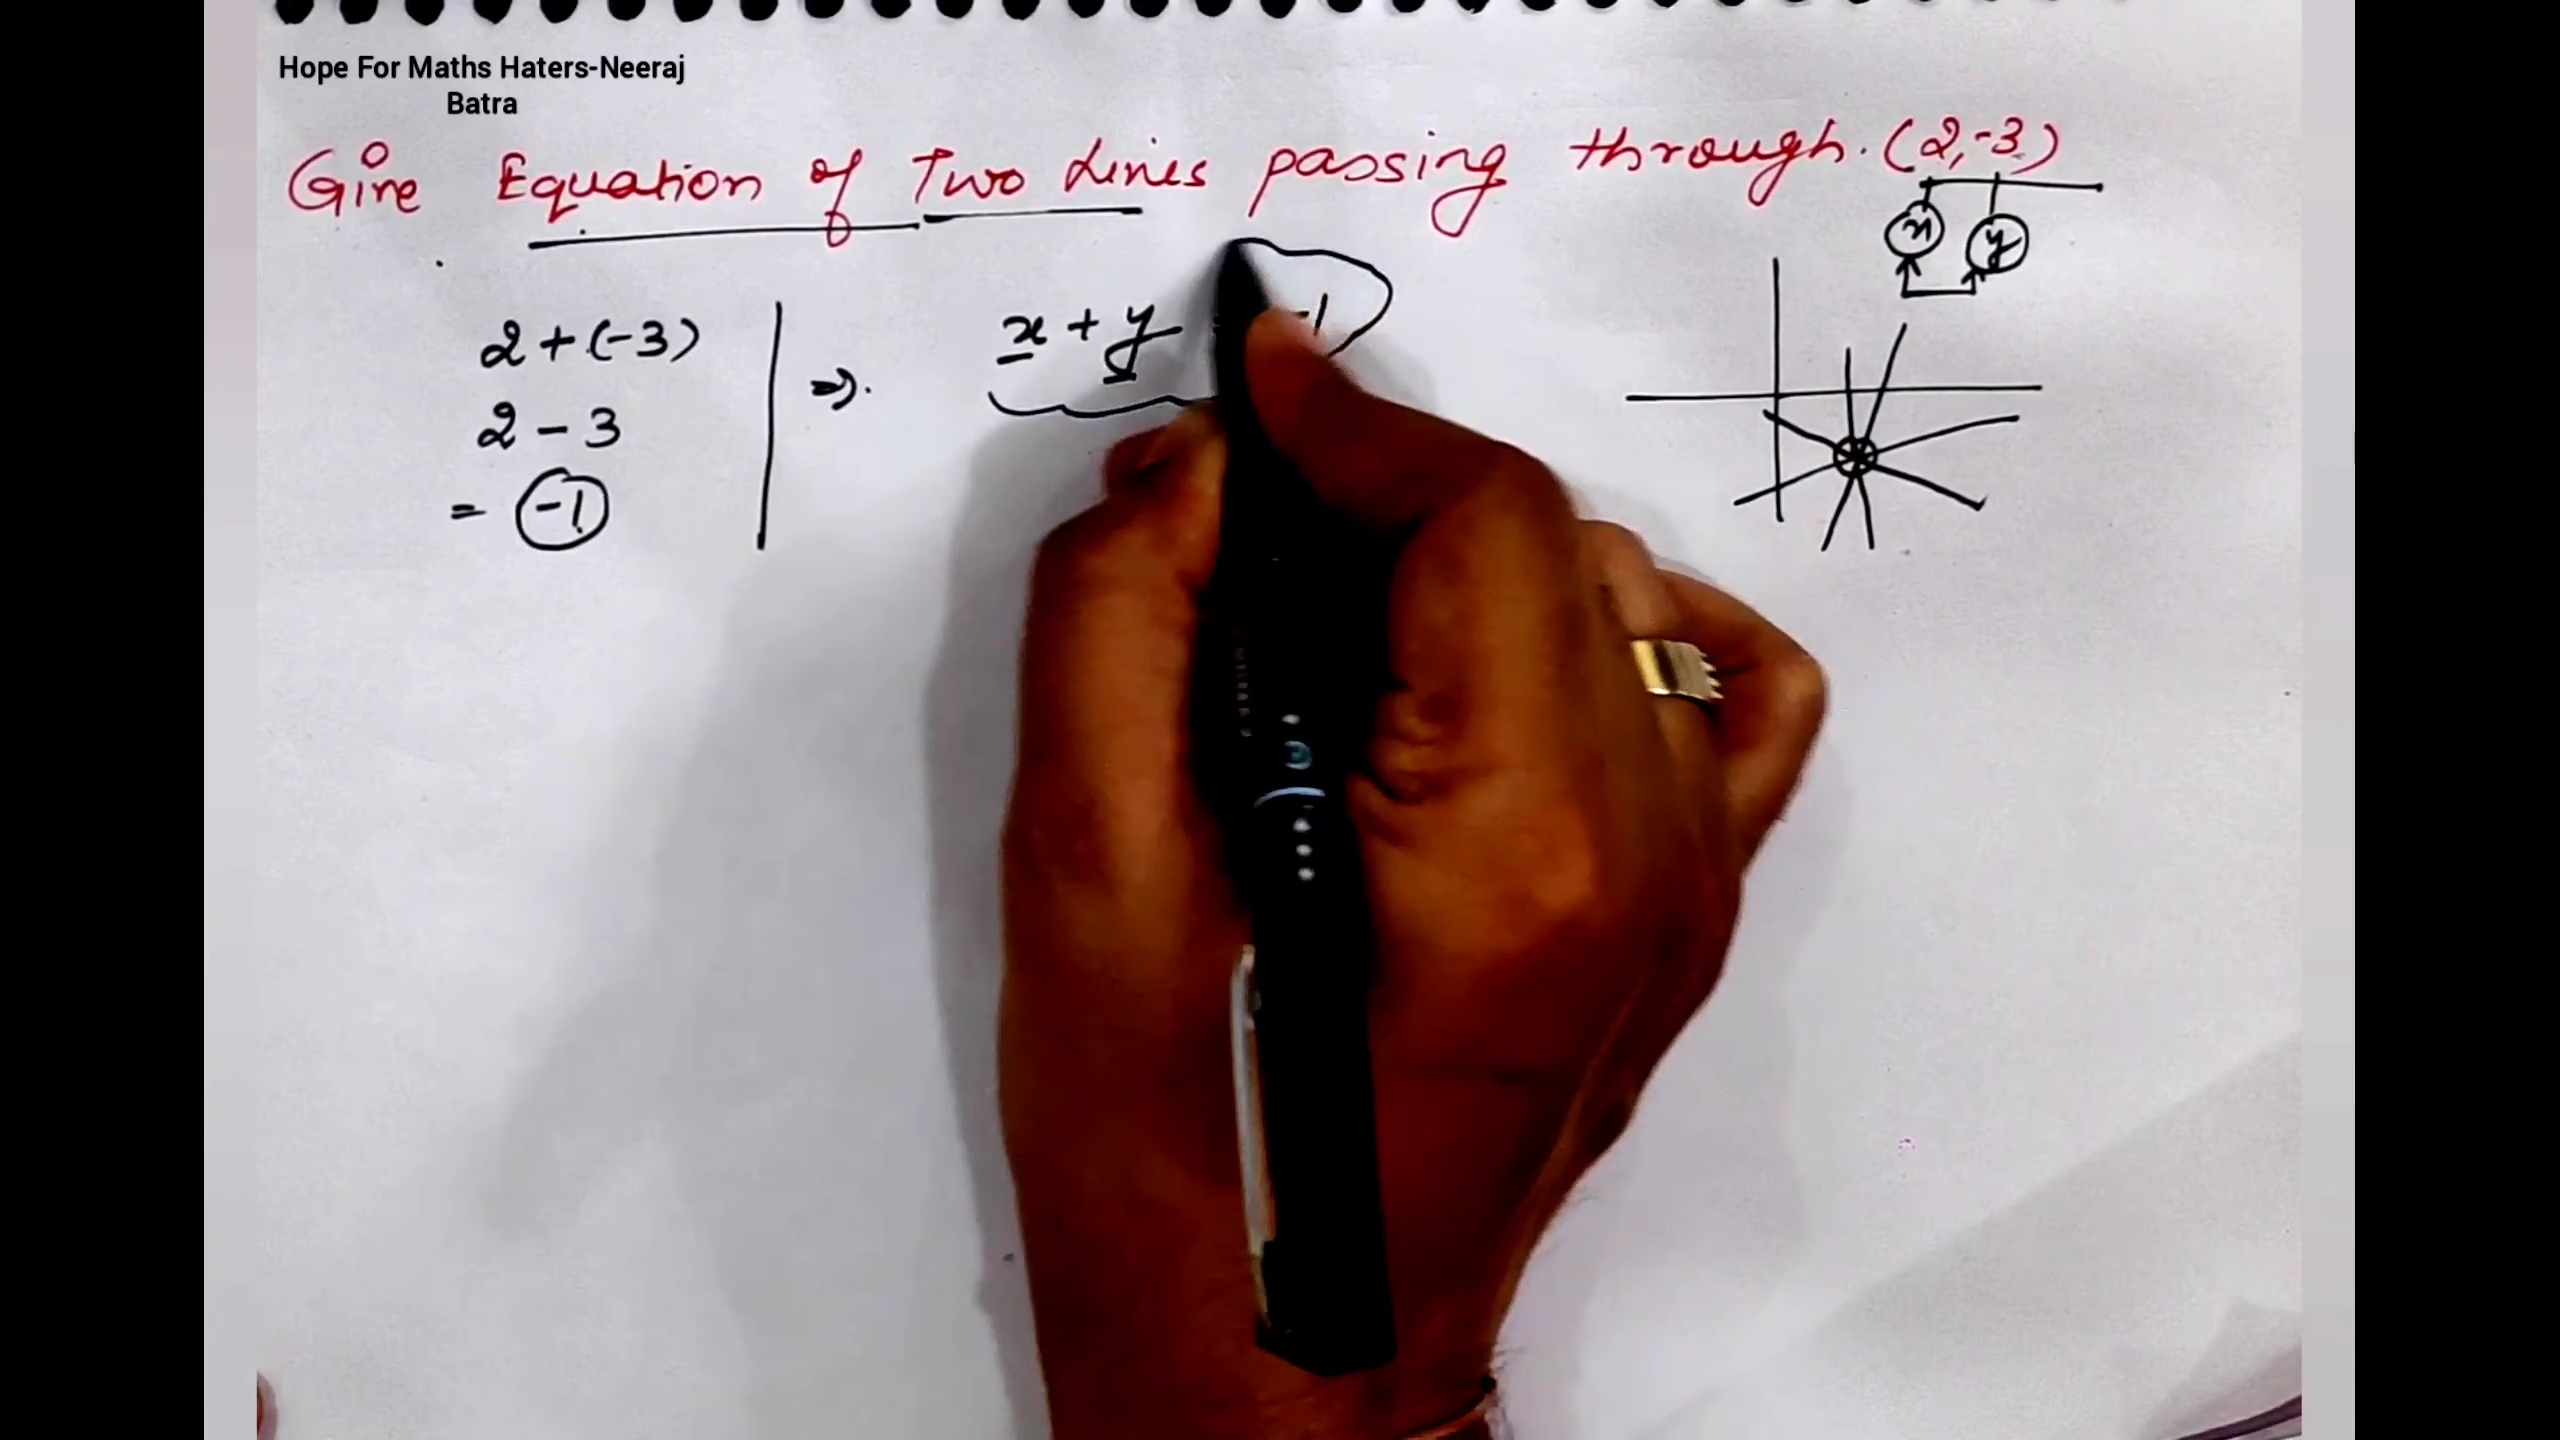 Hope For Maths Haters-Neeraj
Batra
Give Equation of Two Lines passing through. (2,-3)
x y
2+(-3)
2-3
= -1
⇒. x+y -1